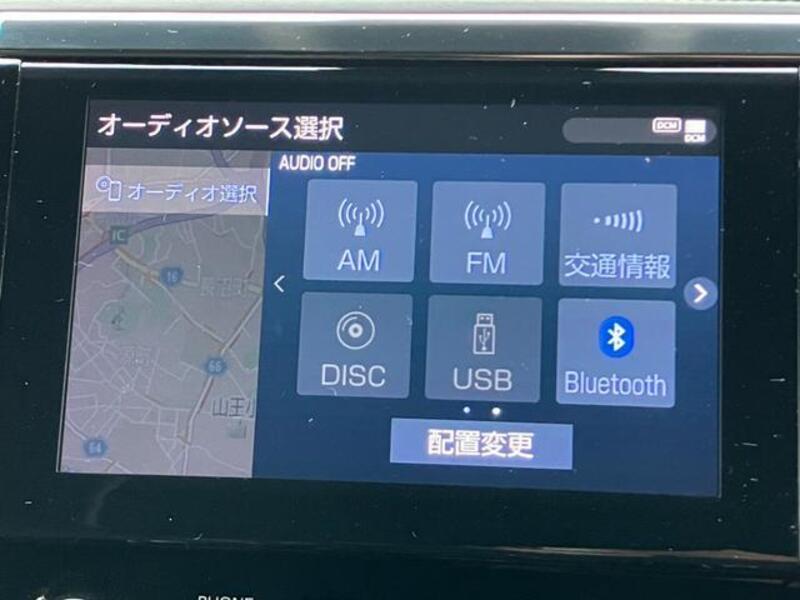 オーディオソース選択
DCM
DCM
オーディオ選択
AUDIO OFF
AM
FM
交通情報
DISC
USB
Bluetooth
配置変更
IC
16
66
山王
64